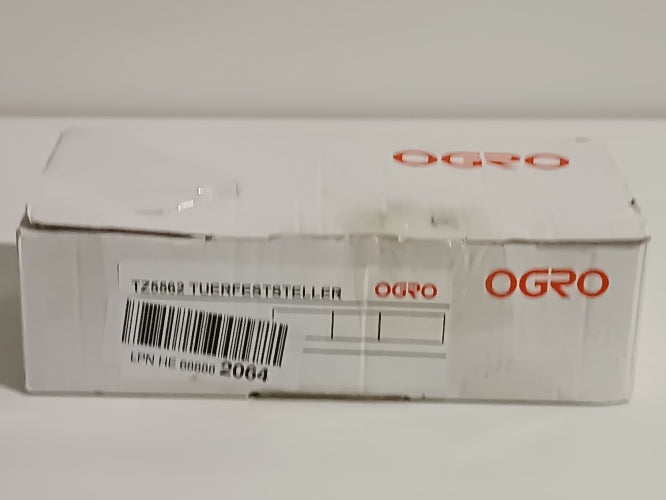 OGRO
TZ5562 TUERFESTSTELLER OGRO
OGRO
LPN HE 2064